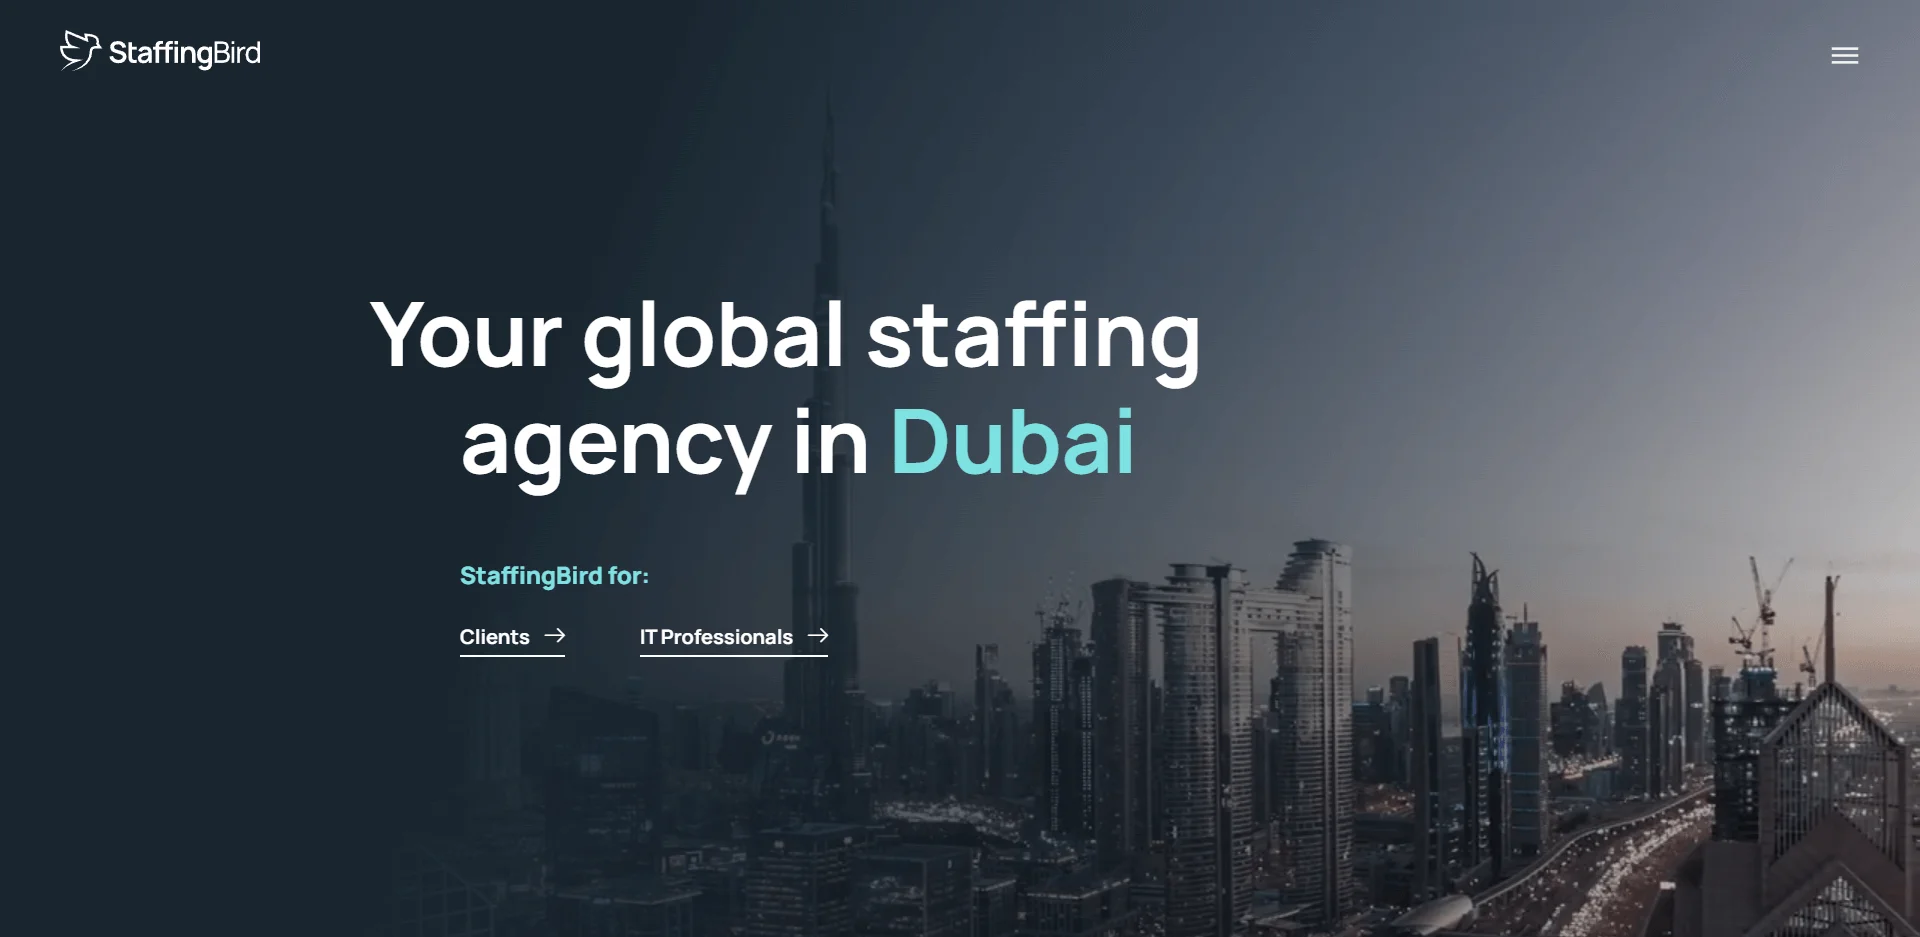 StaffingBird
Your global staffing
agency in Dubai
StaffingBird for:
Clients
IT Professionals